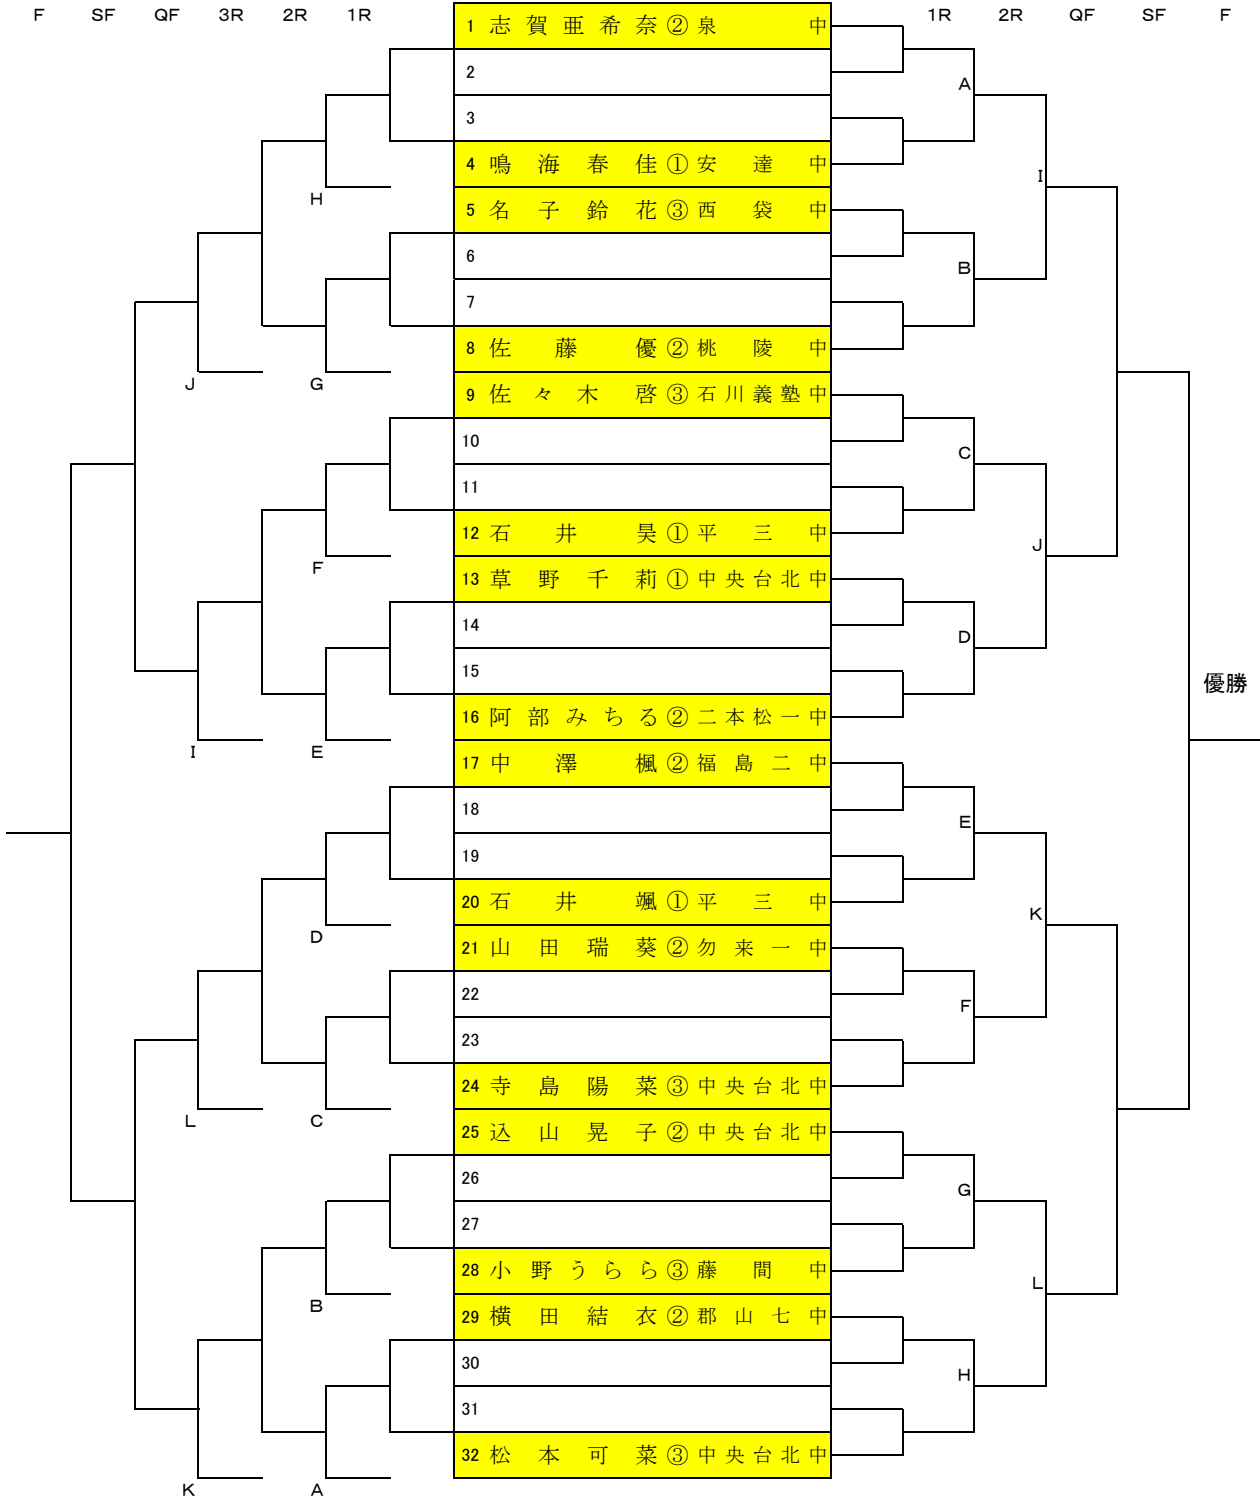 F SF QF 3R 2R 1R 1R 2R QF SF F
1 志賀亜希奈 ② 泉中
2
A
3
4 鳴海春佳 ① 安達中
I
H
5 名子鈴花 ③ 西袋中
6
B
7
8 佐藤優 ② 桃陵中
J G
9 佐々木啓 ③ 石川義塾中
10
C
11
12 石井昊 ① 平三中
J
F
13 草野千莉 ① 中央台北中
14
D
15
優勝
16 阿部みちる ② 二本松一中
I E
17 中澤楓 ② 福島二中
18
E
19
20 石井颯 ① 平三中
K
D
21 山田瑞葵 ② 勿来一中
22
F
23
24 寺島陽菜 ③ 中央台北中
L C
25 込山晃子 ② 中央台北中
26
G
27
28 小野うらら ③ 藤間中
L
B
29 横田結衣 ② 郡山七中
30
H
31
32 松本可菜 ③ 中央台北中
K A